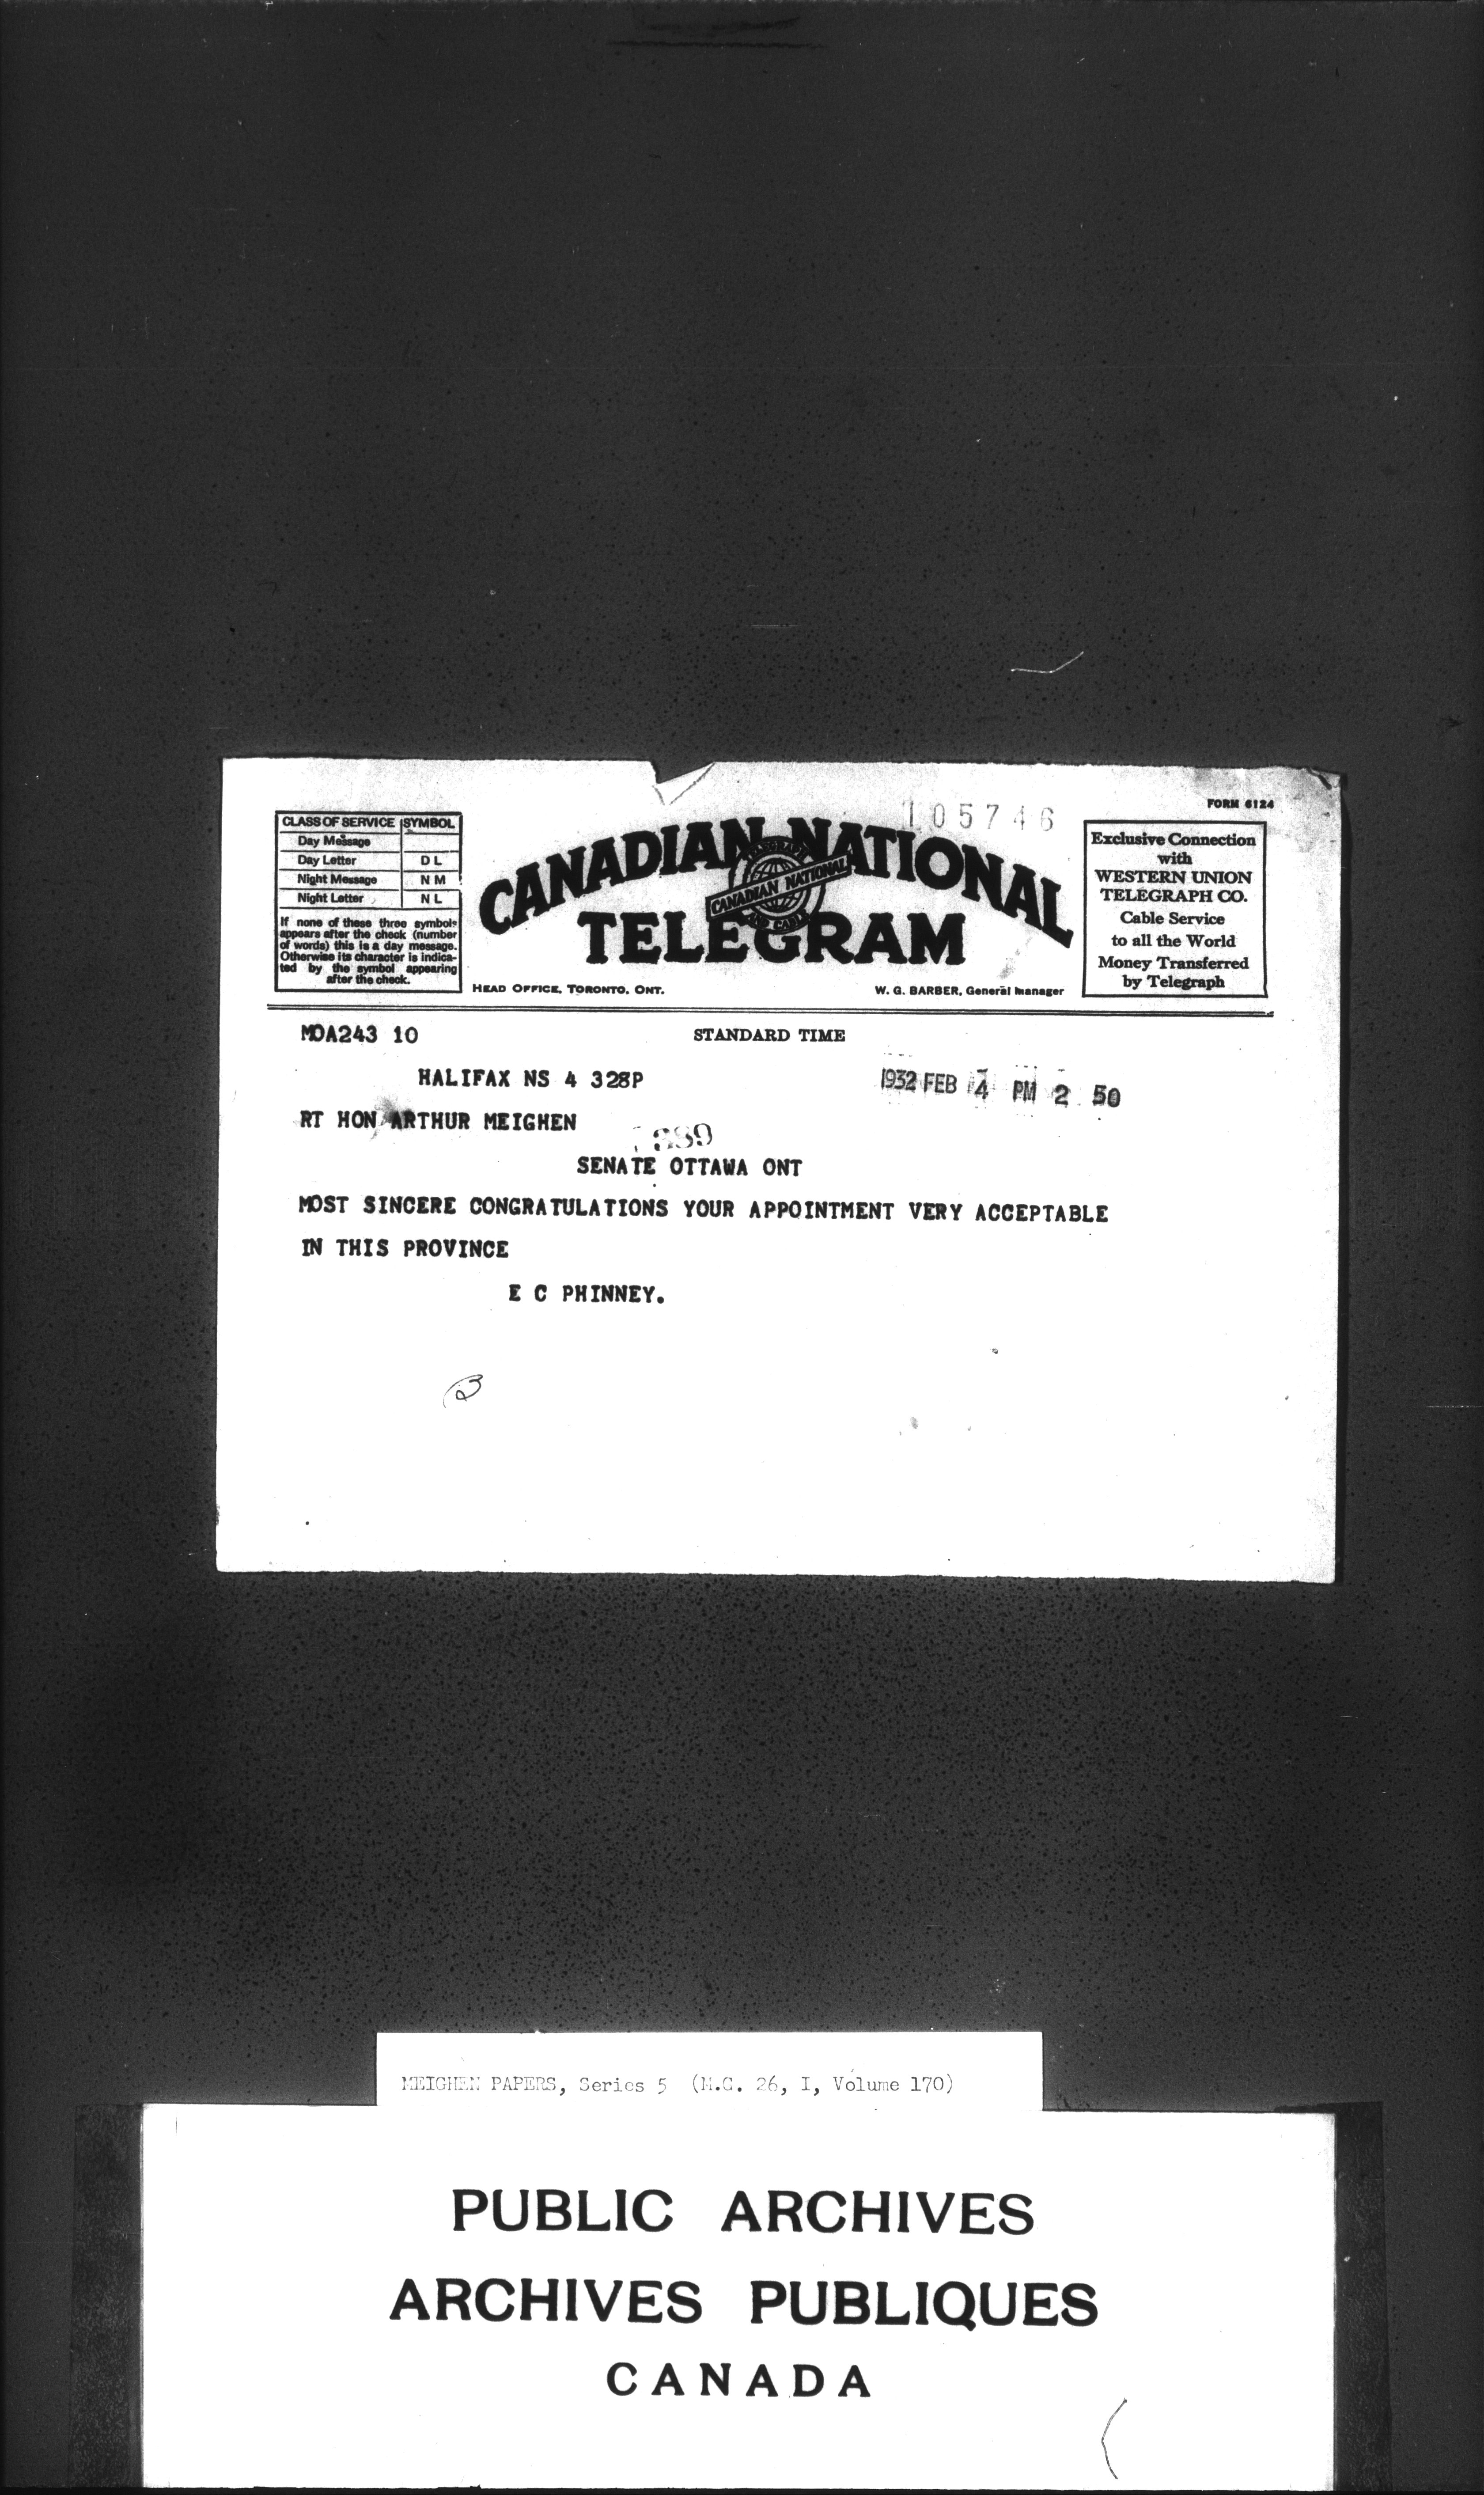 105746
FORM 6124
CLASS OF SERVICE SYMBOL
Day Message
Day Letter D L
Night Message N M
Night Letter N L
If none of these three symbols
appears after the check (number
of words) this is a day message.
Otherwise its character is indica-
ted by the symbol appearing
after the check.
CANADIAN NATIONAL
CANADIAN NATIONAL
TELEGRAM
HEAD OFFICE, TORONTO, ONT.
W. G. BARBER, General Manager
Exclusive Connection
with
WESTERN UNION
TELEGRAPH CO.
Cable Service
to all the World
Money Transferred
by Telegraph
MOA243 10
STANDARD TIME
HALIFAX NS 4 328P
1932 FEB 4 PM 2 50
RT HON ARTHUR MEIGHEN
SENATE OTTAWA ONT
MOST SINCERE CONGRATULATIONS YOUR APPOINTMENT VERY ACCEPTABLE
IN THIS PROVINCE
E C PHINNEY.
MEIGHEN PAPERS, Series 5 (M.G. 26, I, Volume 170)
PUBLIC ARCHIVES
ARCHIVES PUBLIQUES
CANADA